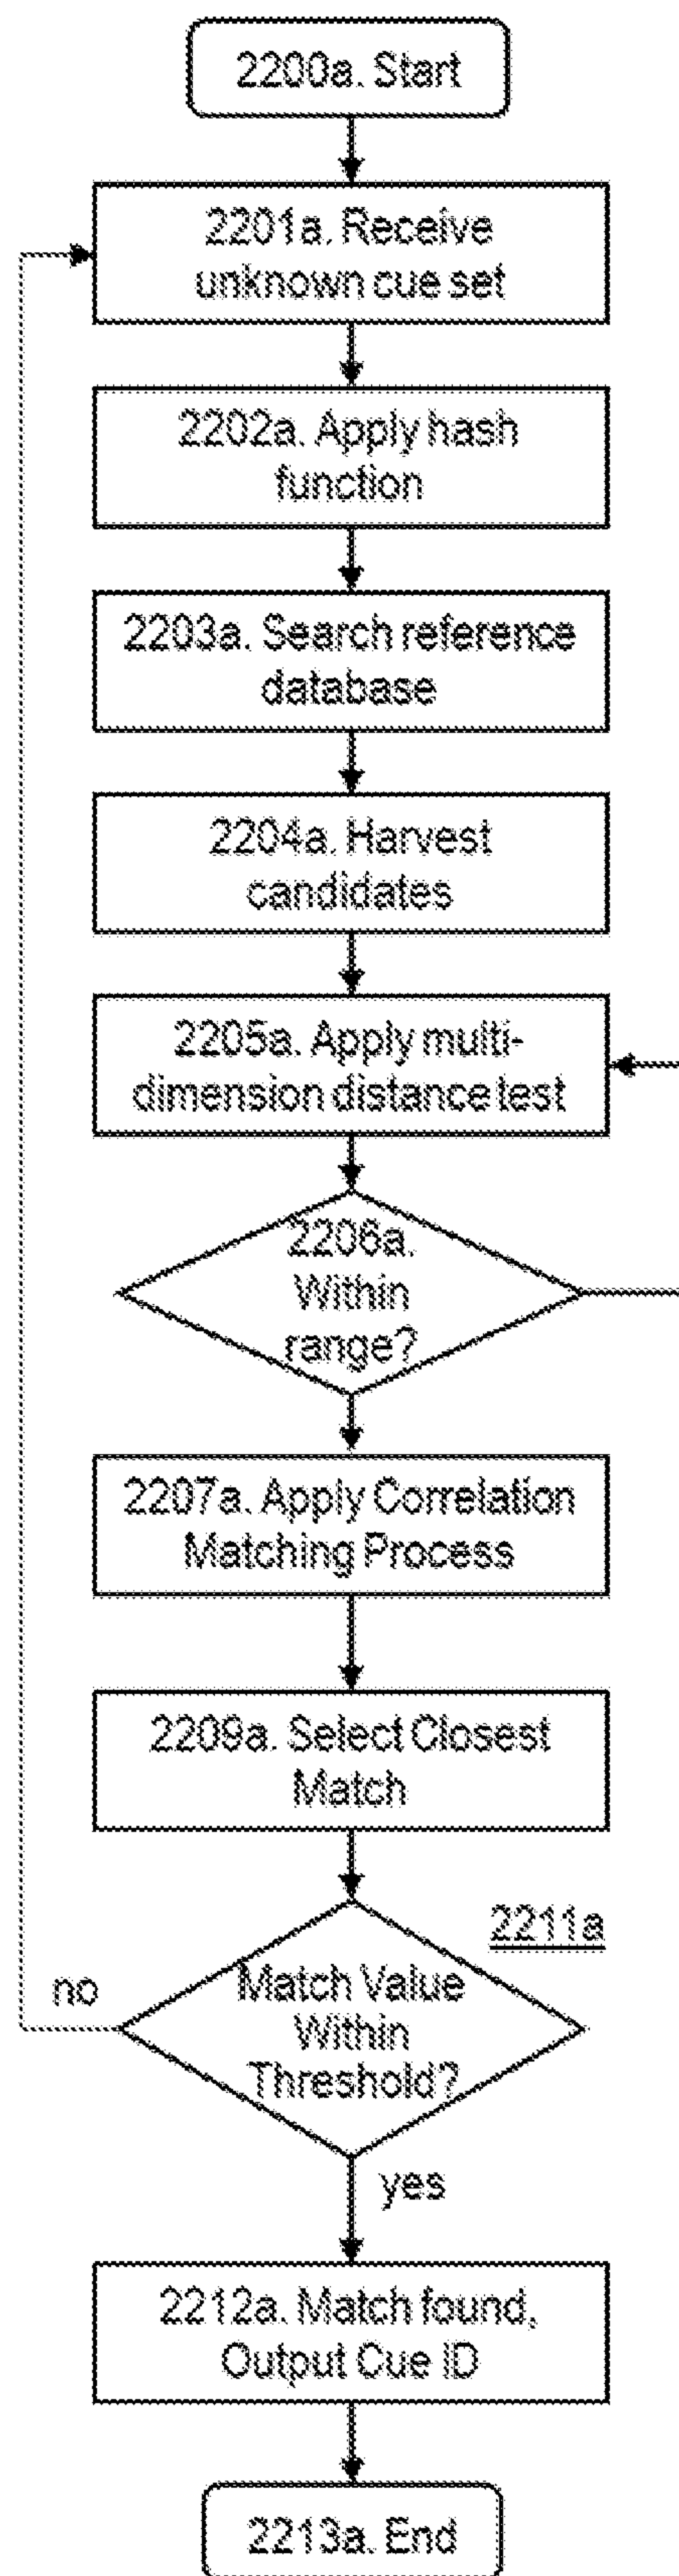 2200a. Start
2201a. Receive
unknown cue set
2202a. Apply hash
function
2203a. Search reference
database
2204a. Harvest
candidates
2205a. Apply multi-
dimension distance test
2206a.
Within
range?
2207a. Apply Correlation
Matching Process
2209a. Select Closest
Match
2211a
no
Match Value
Within
Threshold?
yes
2212a. Match found,
Output Cue ID
2213a. End